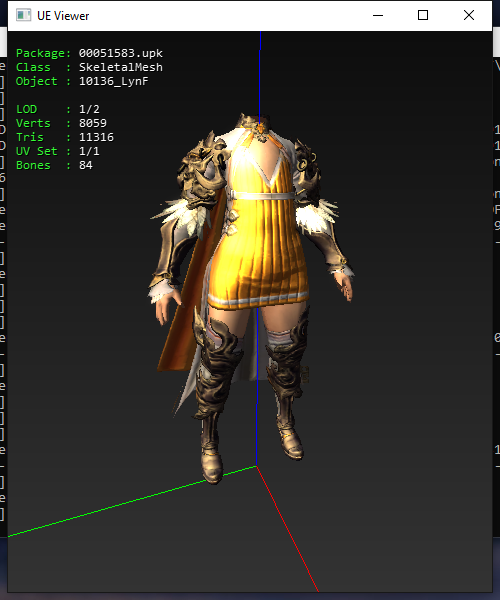 UE Viewer
Package: 00051583.upk
Class : SkeletalMesh
Object : 10136_LynF
LOD : 1/2
Verts : 8059
Tris : 11316
UV Set : 1/1
Bones : 84